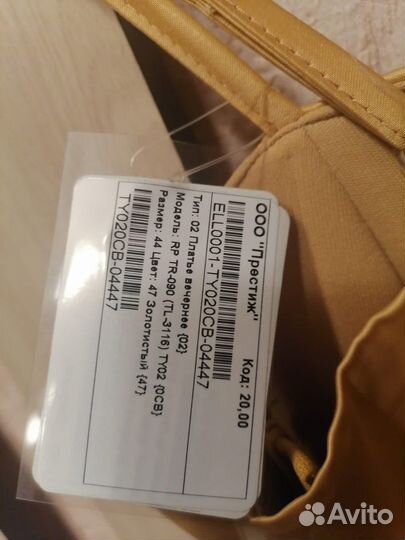 ООО "Престиж" Код: 20,00
ELL0001-TY020CB-04447
Тип: 02 Платье вечернее {02}
Модель: RP TR-090 (TL-3116) TY02 {0CB}
Размер: 44 Цвет: 47 Золотистый {47}
TY020CB-04447
Avito